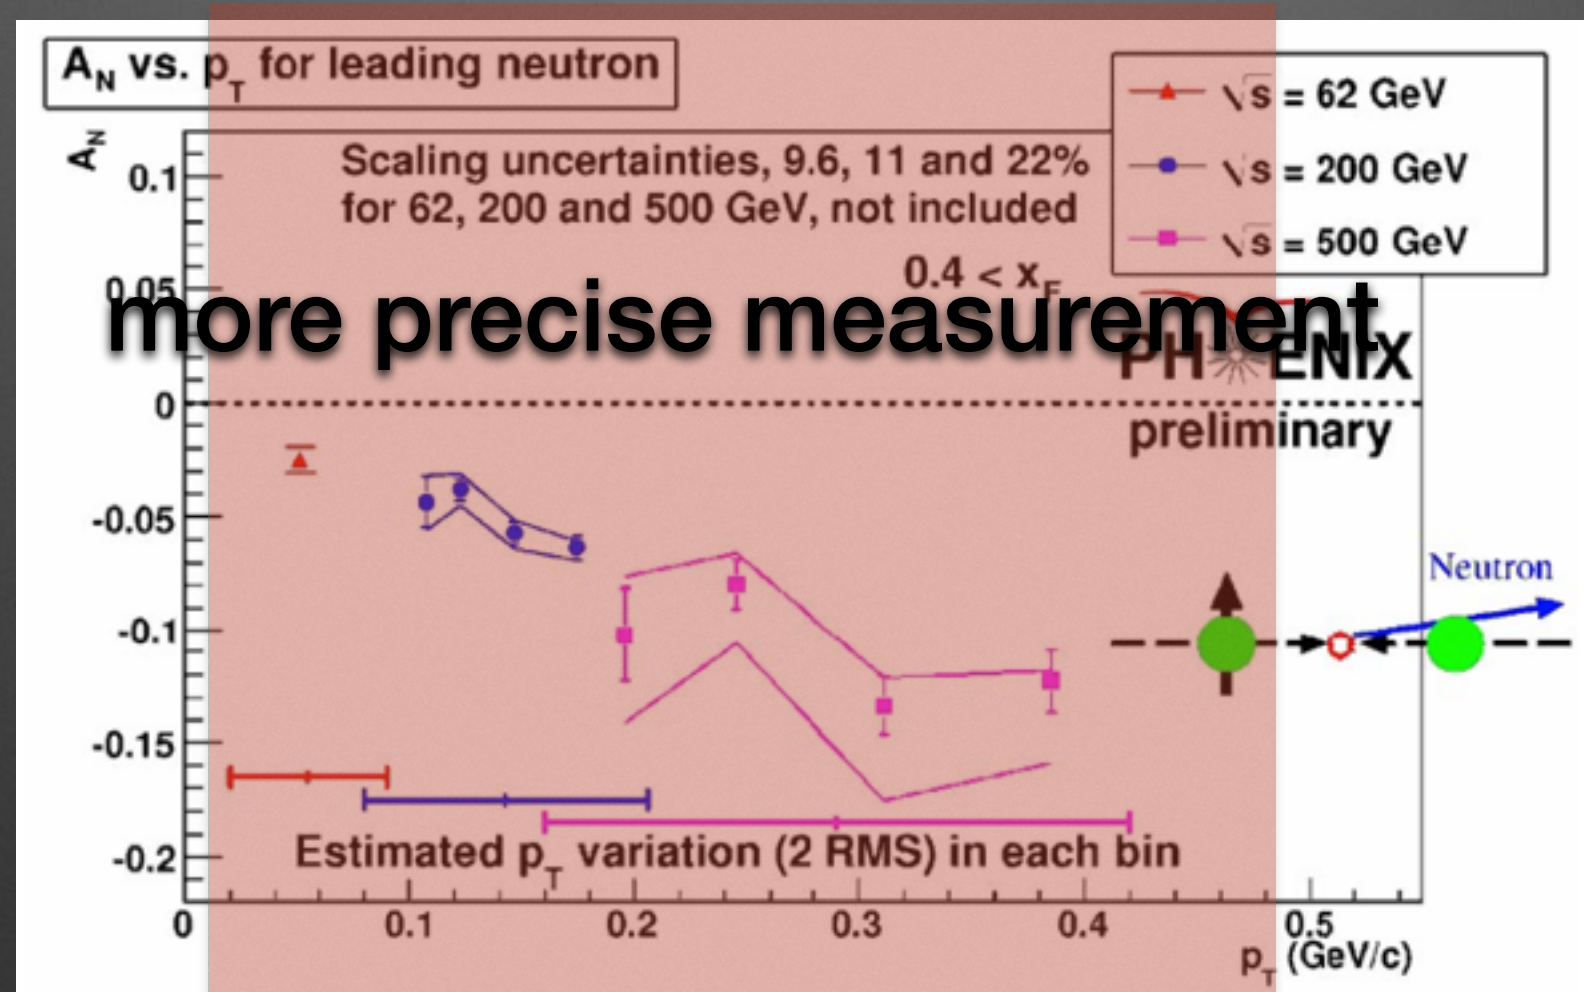 A_N vs. p_T for leading neutron
√s = 62 GeV
√s = 200 GeV
√s = 500 GeV
A_N
Scaling uncertainties, 9.6, 11 and 22%
for 62, 200 and 500 GeV, not included
0.4 < x_F
more precise measurement
PHENIX
preliminary
0.1
0.05
0
-0.05
-0.1
-0.15
-0.2
Neutron
Estimated p_T variation (2 RMS) in each bin
0 0.1 0.2 0.3 0.4 0.5
p_T (GeV/c)